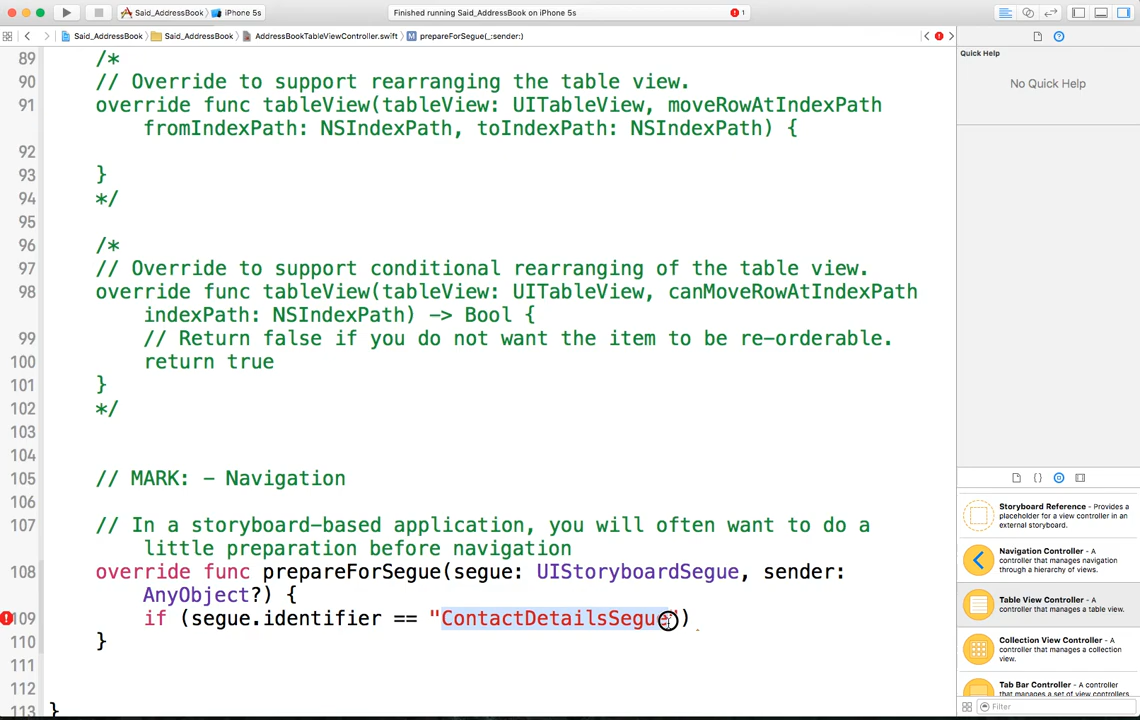 Said_AddressBook iPhone 5s Finished running Said_AddressBook on iPhone 5s 1
Said_AddressBook Said_AddressBook AddressBookTableViewController.swift M prepareForSegue(_:sender:)
Quick Help
No Quick Help
89 /*
90 // Override to support rearranging the table view.
91 override func tableView(tableView: UITableView, moveRowAtIndexPath
fromIndexPath: NSIndexPath, toIndexPath: NSIndexPath) {
92
93 }
94 */
95
96 /*
97 // Override to support conditional rearranging of the table view.
98 override func tableView(tableView: UITableView, canMoveRowAtIndexPath
indexPath: NSIndexPath) -> Bool {
99 // Return false if you do not want the item to be re-orderable.
100 return true
101 }
102 */
103
104
105 // MARK: - Navigation
106
107 // In a storyboard-based application, you will often want to do a
little preparation before navigation
108 override func prepareForSegue(segue: UIStoryboardSegue, sender:
AnyObject?) {
109 if (segue.identifier == "ContactDetailsSegue")
110 }
111
112
113 }
Storyboard Reference - Provides a
placeholder for a view controller in an
external storyboard.
Navigation Controller - A
controller that manages navigation
through a hierarchy of views.
Table View Controller - A
controller that manages a table view.
Collection View Controller - A
controller that manages a collection
view.
Tab Bar Controller - A controller
that manages a set of view controllers
Filter